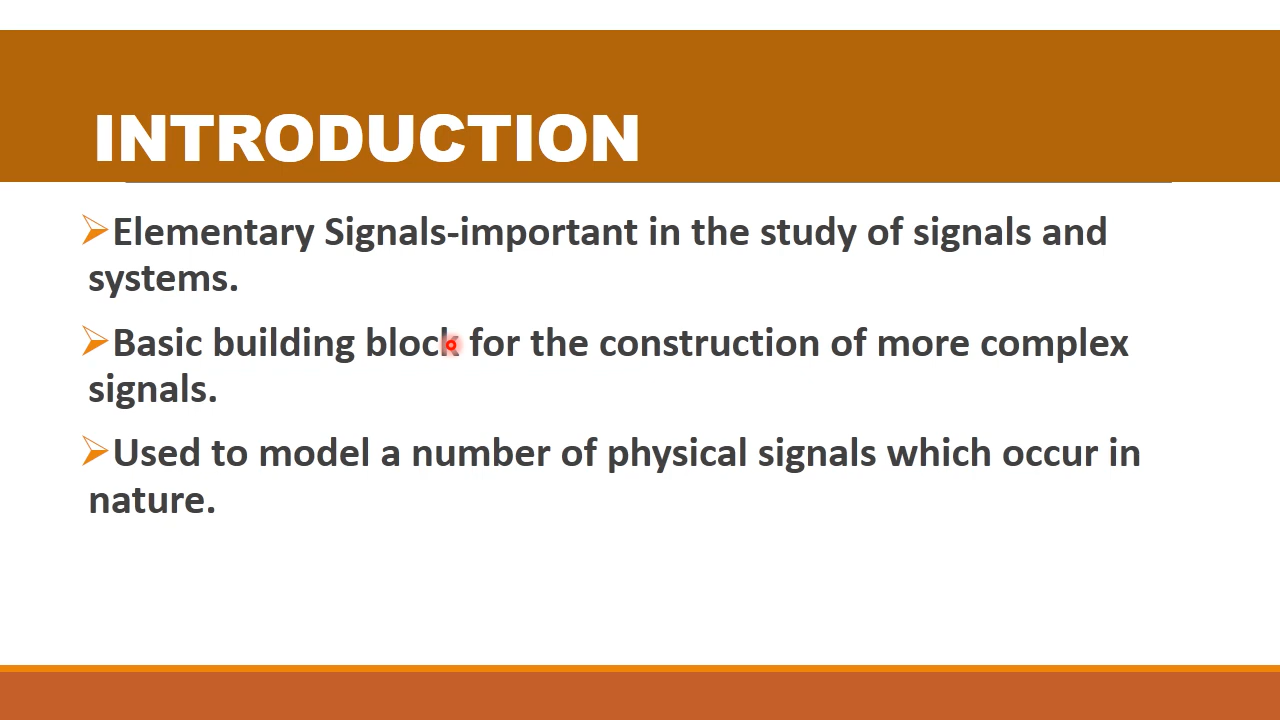 INTRODUCTION
Elementary Signals-important in the study of signals and
systems.
Basic building block for the construction of more complex
signals.
Used to model a number of physical signals which occur in
nature.